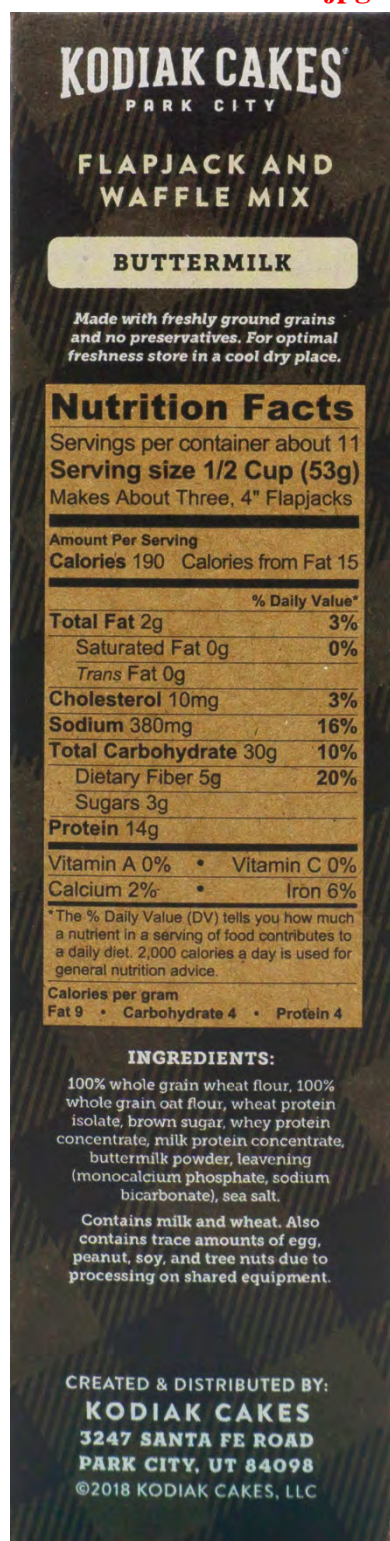 jpg
KODIAK CAKES®
PARK CITY
FLAPJACK AND
WAFFLE MIX
BUTTERMILK
Made with freshly ground grains
and no preservatives. For optimal
freshness store in a cool dry place.
Nutrition Facts
Servings per container about 11
Serving size 1/2 Cup (53g)
Makes About Three, 4" Flapjacks
Amount Per Serving
Calories 190 Calories from Fat 15
% Daily Value*
Total Fat 2g 3%
Saturated Fat 0g 0%
Trans Fat 0g
Cholesterol 10mg 3%
Sodium 380mg 16%
Total Carbohydrate 30g 10%
Dietary Fiber 5g 20%
Sugars 3g
Protein 14g
Vitamin A 0% • Vitamin C 0%
Calcium 2% • Iron 6%
*The % Daily Value (DV) tells you how much
a nutrient in a serving of food contributes to
a daily diet. 2,000 calories a day is used for
general nutrition advice.
Calories per gram
Fat 9 • Carbohydrate 4 • Protein 4
INGREDIENTS:
100% whole grain wheat flour, 100%
whole grain oat flour, wheat protein
isolate, brown sugar, whey protein
concentrate, milk protein concentrate,
buttermilk powder, leavening
(monocalcium phosphate, sodium
bicarbonate), sea salt.
Contains milk and wheat. Also
contains trace amounts of egg,
peanut, soy, and tree nuts due to
processing on shared equipment.
CREATED & DISTRIBUTED BY:
KODIAK CAKES
3247 SANTA FE ROAD
PARK CITY, UT 84098
©2018 KODIAK CAKES, LLC